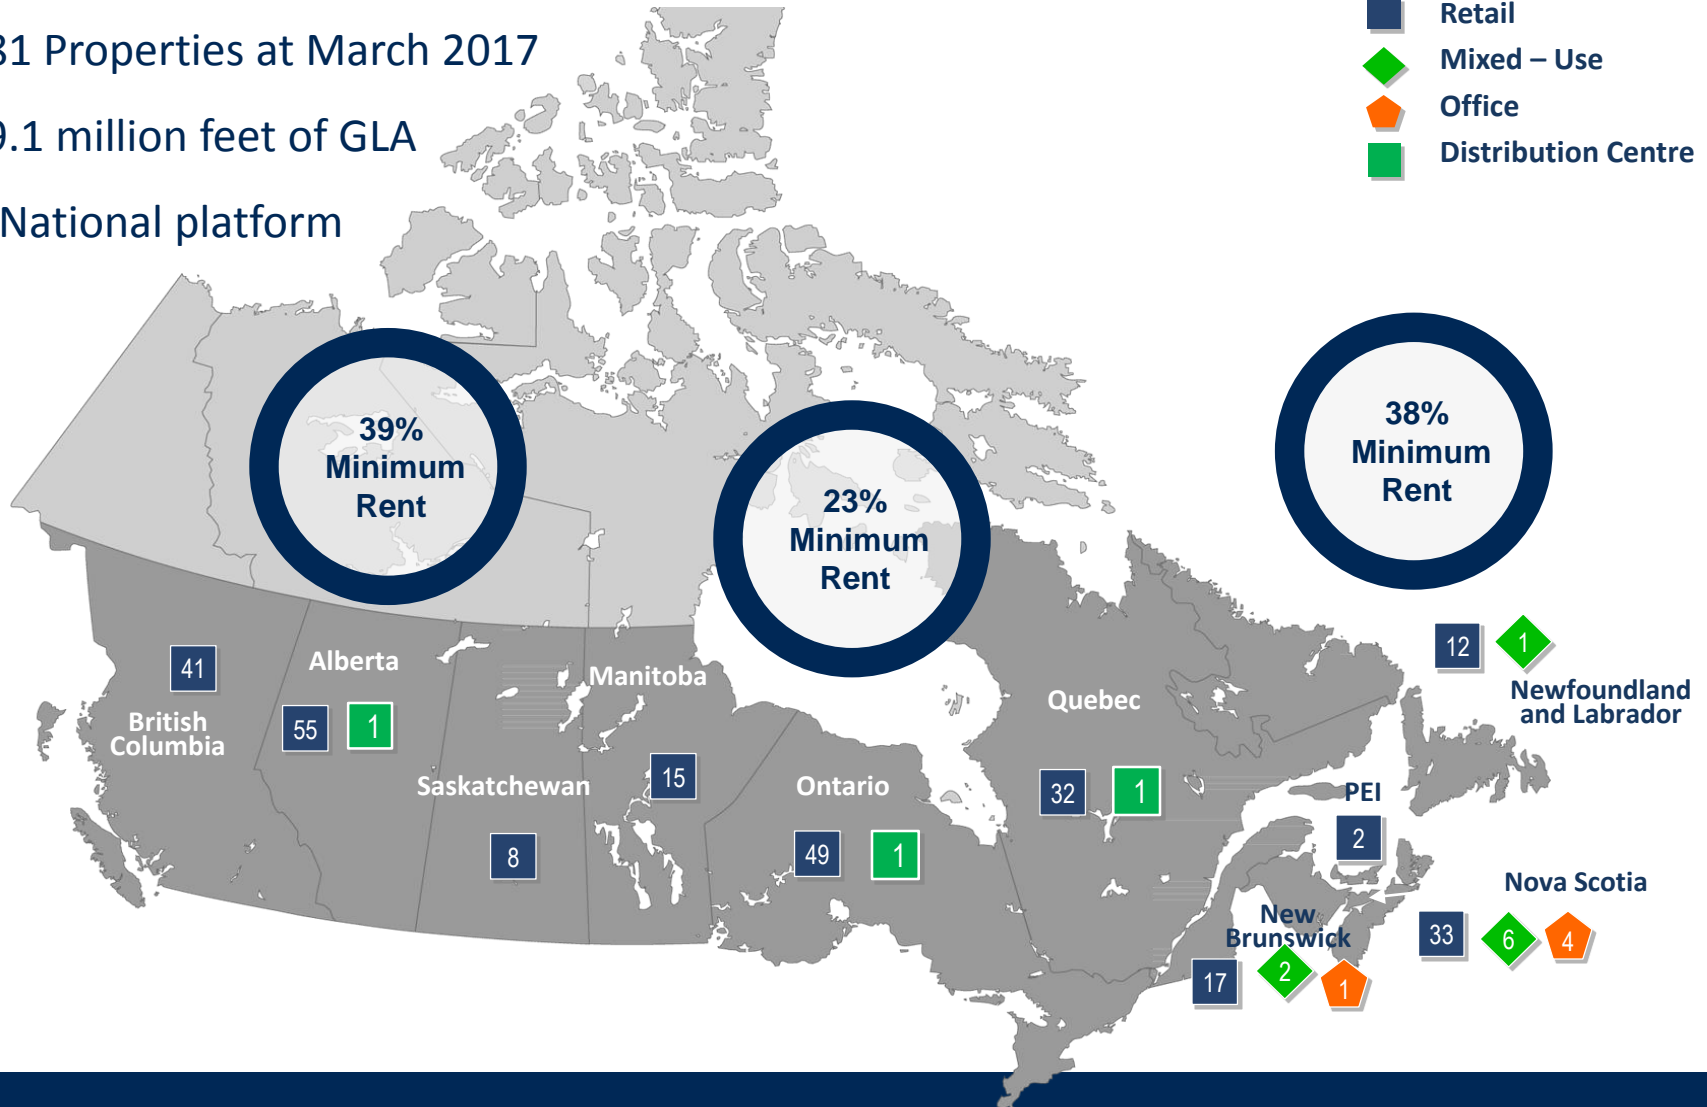 81 Properties at March 2017
9.1 million feet of GLA
National platform
Retail
Mixed – Use
Office
Distribution Centre
39%
Minimum
Rent
23%
Minimum
Rent
38%
Minimum
Rent
41
British
Columbia
Alberta
55 1
Saskatchewan
8
Manitoba
15
Ontario
49 1
Quebec
32 1
12 1
Newfoundland
and Labrador
PEI
2
Nova Scotia
33 6 4
New
Brunswick
17 2 1